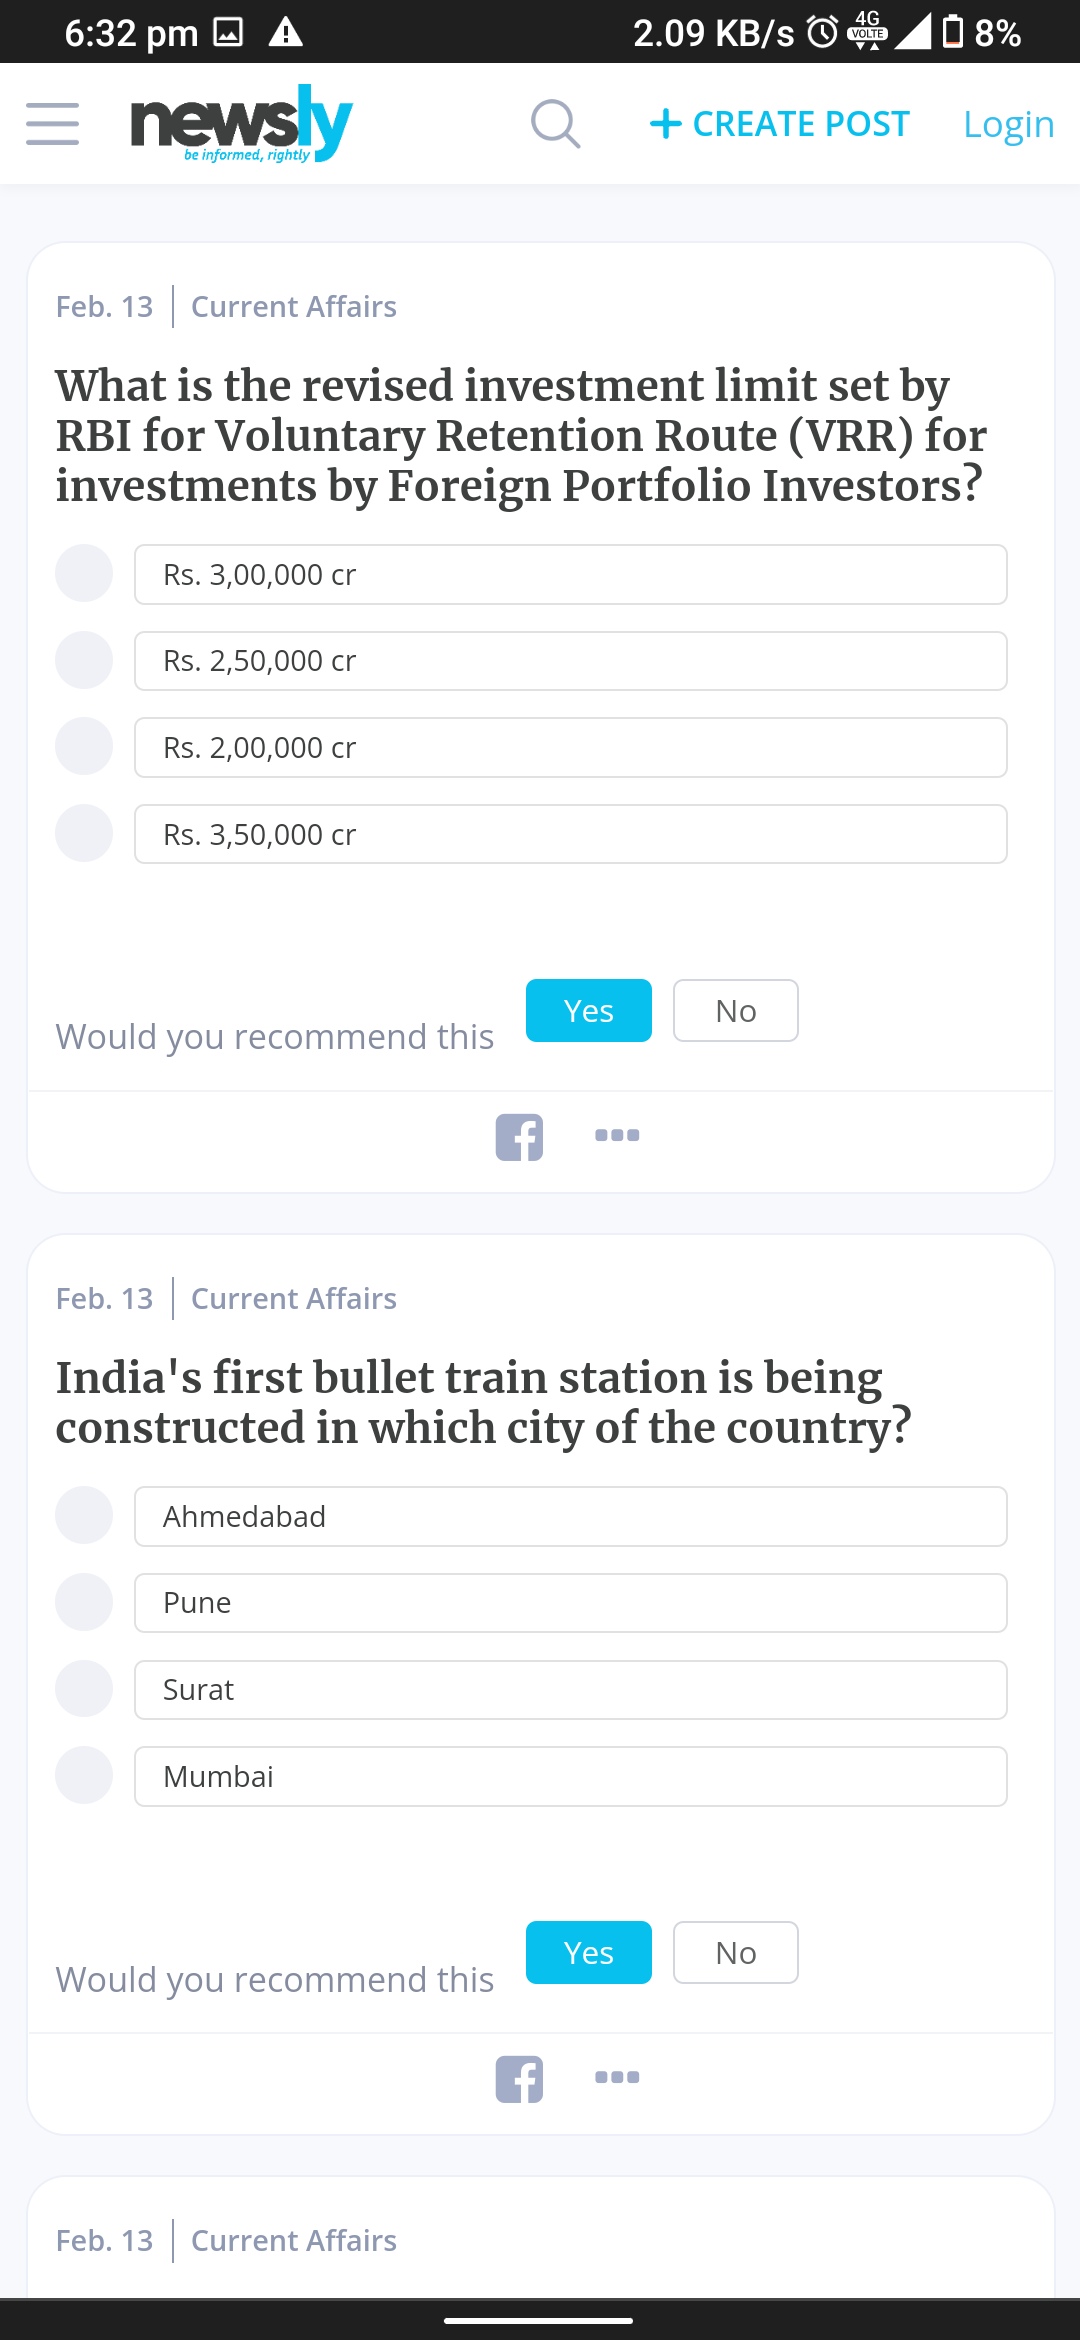 6:32 pm 2.09 KB/s 4G VOLTE 8%
newsly + CREATE POST Login
be informed, rightly
Feb. 13 Current Affairs
What is the revised investment limit set by
RBI for Voluntary Retention Route (VRR) for
investments by Foreign Portfolio Investors?
Rs. 3,00,000 cr
Rs. 2,50,000 cr
Rs. 2,00,000 cr
Rs. 3,50,000 cr
Would you recommend this Yes No
Feb. 13 Current Affairs
India's first bullet train station is being
constructed in which city of the country?
Ahmedabad
Pune
Surat
Mumbai
Would you recommend this Yes No
Feb. 13 Current Affairs